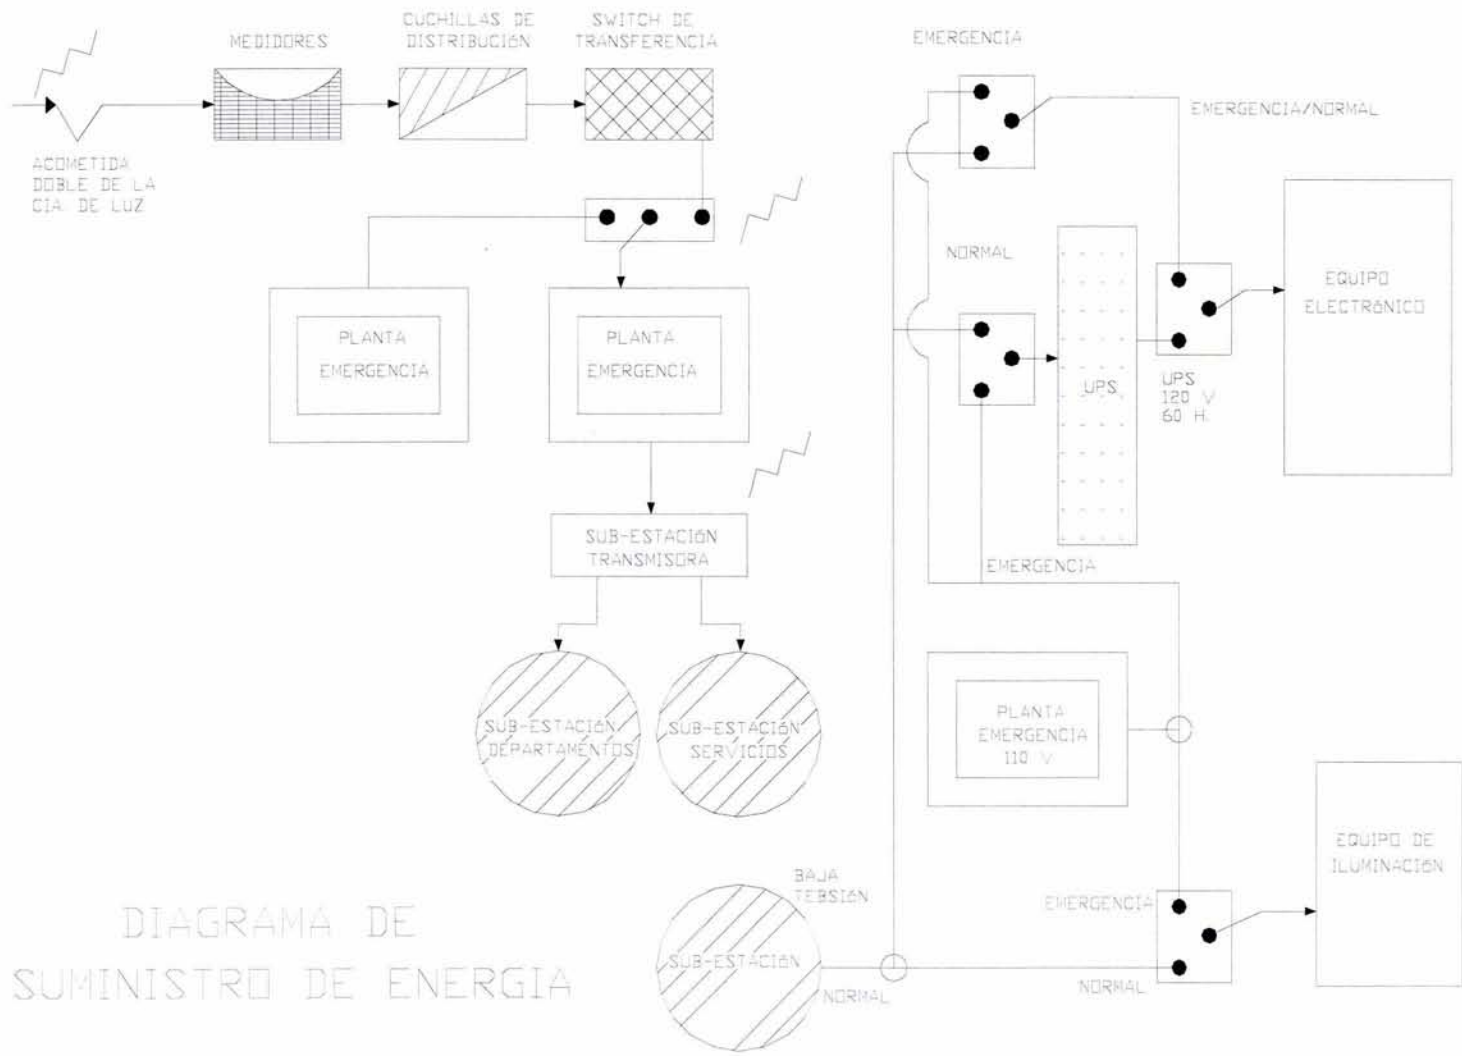 MEDIDORES
CUCHILLAS DE
DISTRIBUCIÓN
SWITCH DE
TRANSFERENCIA
ACOMETIDA
DOBLE DE LA
CIA. DE LUZ
PLANTA
EMERGENCIA
PLANTA
EMERGENCIA
SUB-ESTACIÓN
TRANSMISORA
SUB-ESTACIÓN
DEPARTAMENTOS
SUB-ESTACIÓN
SERVICIOS
EMERGENCIA
EMERGENCIA/NORMAL
NORMAL
UPS
UPS
120 V
60 H.
EQUIPO
ELECTRÓNICO
EMERGENCIA
PLANTA
EMERGENCIA
110 V
EQUIPO DE
ILUMINACIÓN
BAJA
TEBSIÓN
EMERGENCIA
SUB-ESTACIÓN
NORMAL
NORMAL
DIAGRAMA DE
SUMINISTRO DE ENERGIA